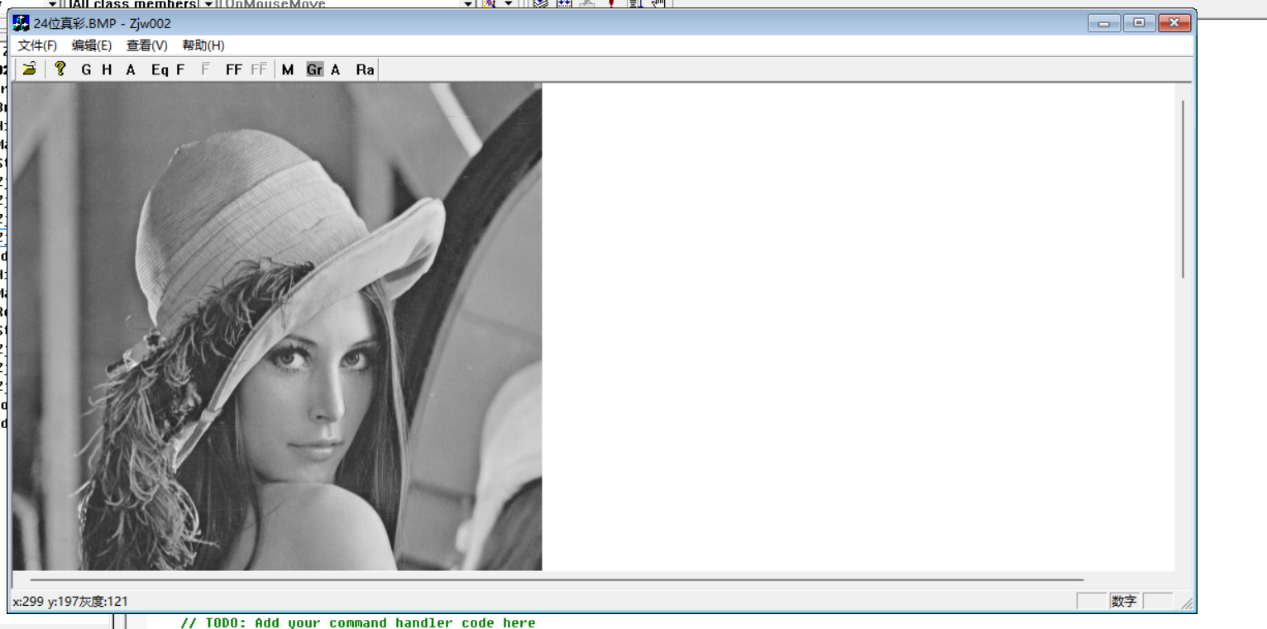 All class members
OnMouseMove
24位真彩.BMP - Zjw002
文件(F) 编辑(E) 查看(V) 帮助(H)
G H A Eq F F FF FF M Gr A Ra
x:299 y:197灰度:121
数字
// TODO: Add your command handler code here